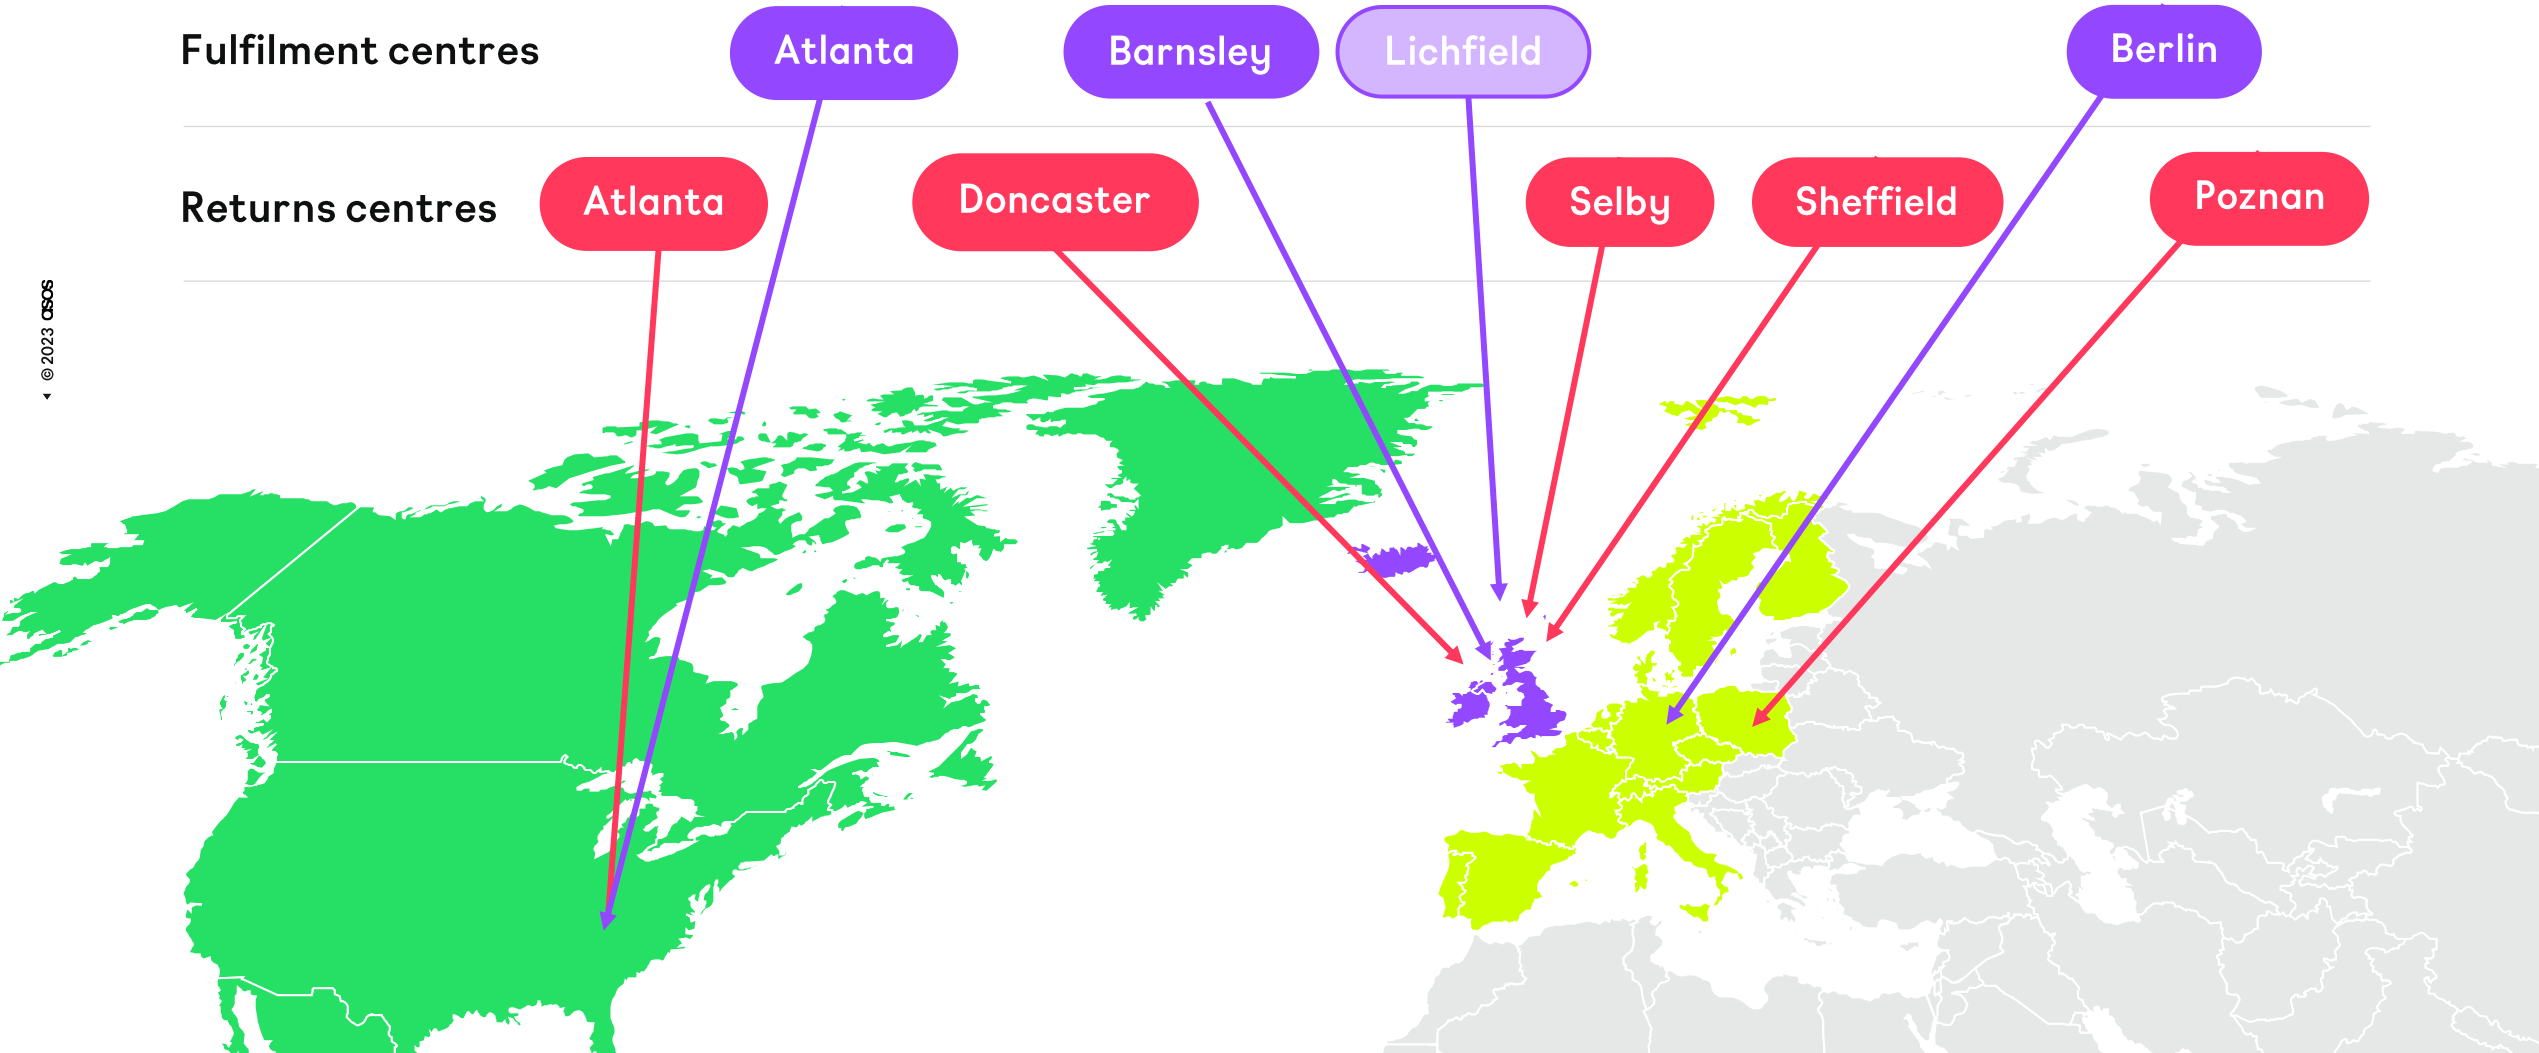 Fulfilment centres
Atlanta
Barnsley
Lichfield
Berlin
Returns centres
Atlanta
Doncaster
Selby
Sheffield
Poznan
© 2023 asos